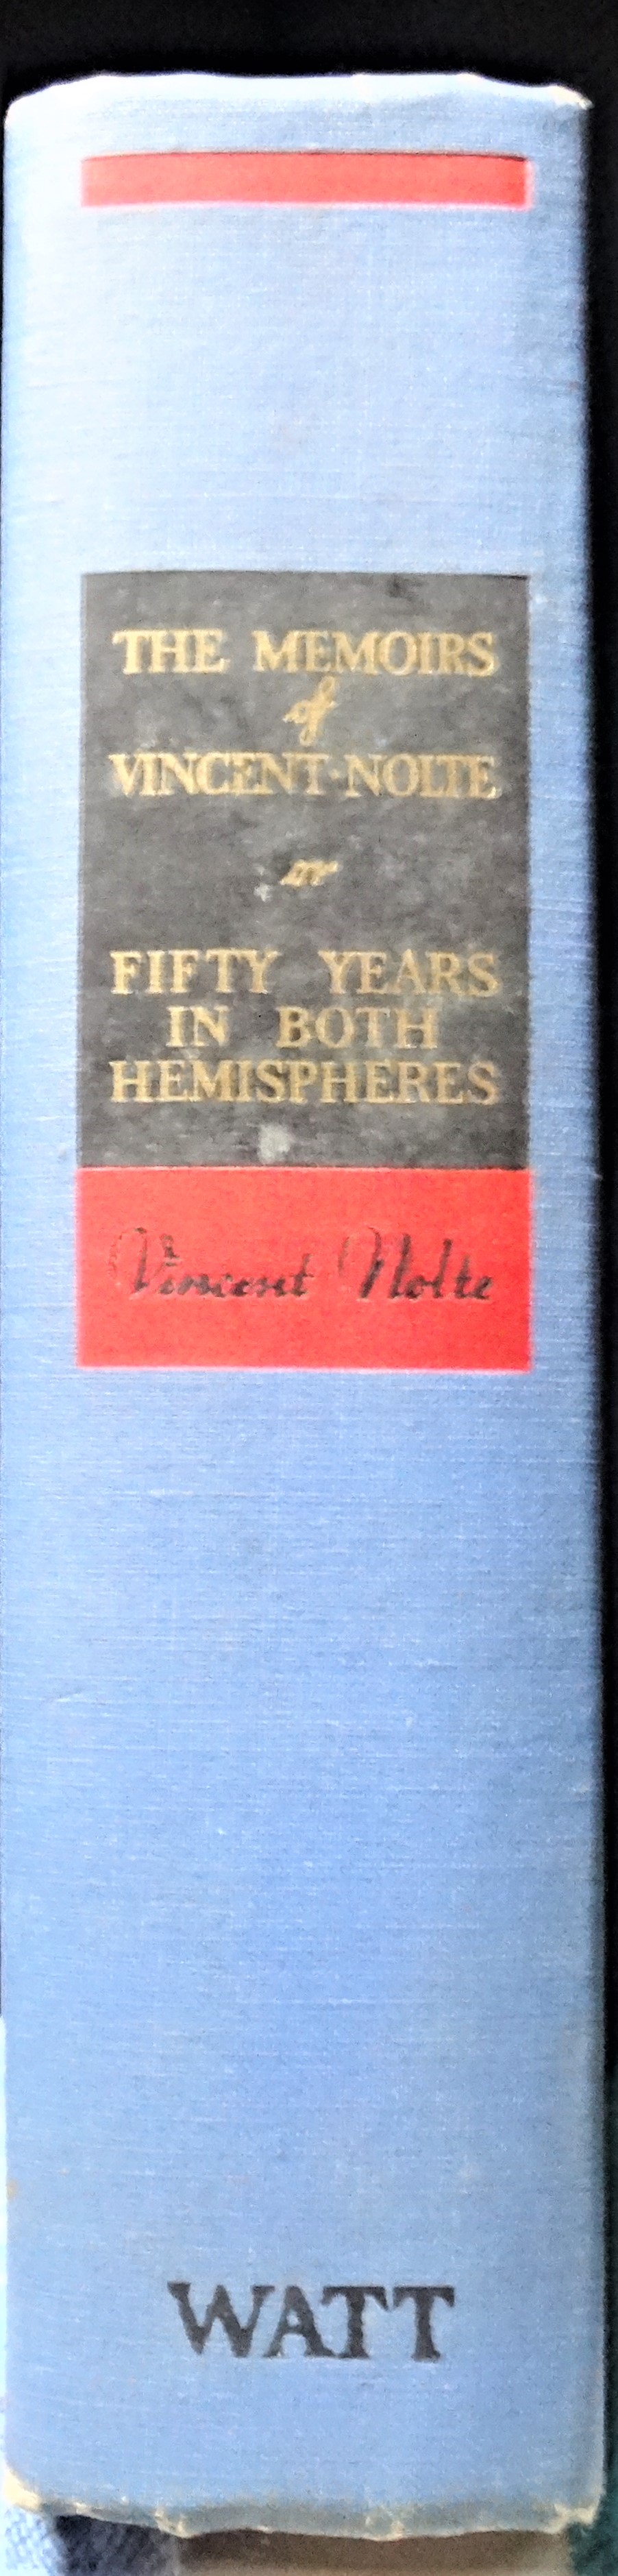 THE MEMOIRS
of
VINCENT·NOLTE
or
FIFTY YEARS
IN BOTH
HEMISPHERES
Vincent Nolte
WATT